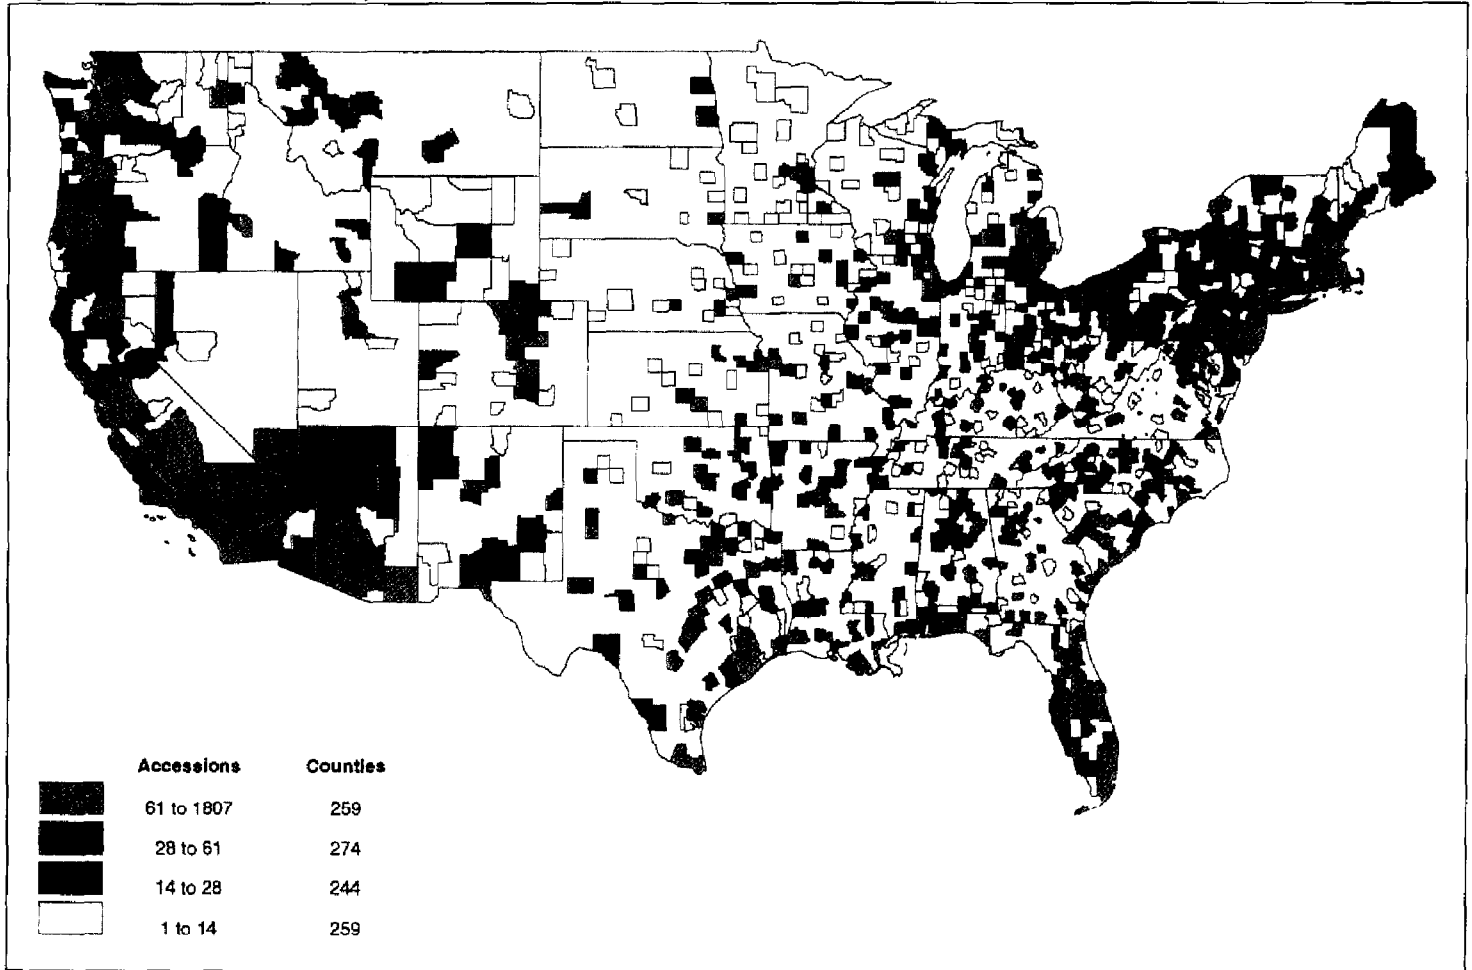 Accessions Counties
61 to 1807 259
28 to 61 274
14 to 28 244
1 to 14 259